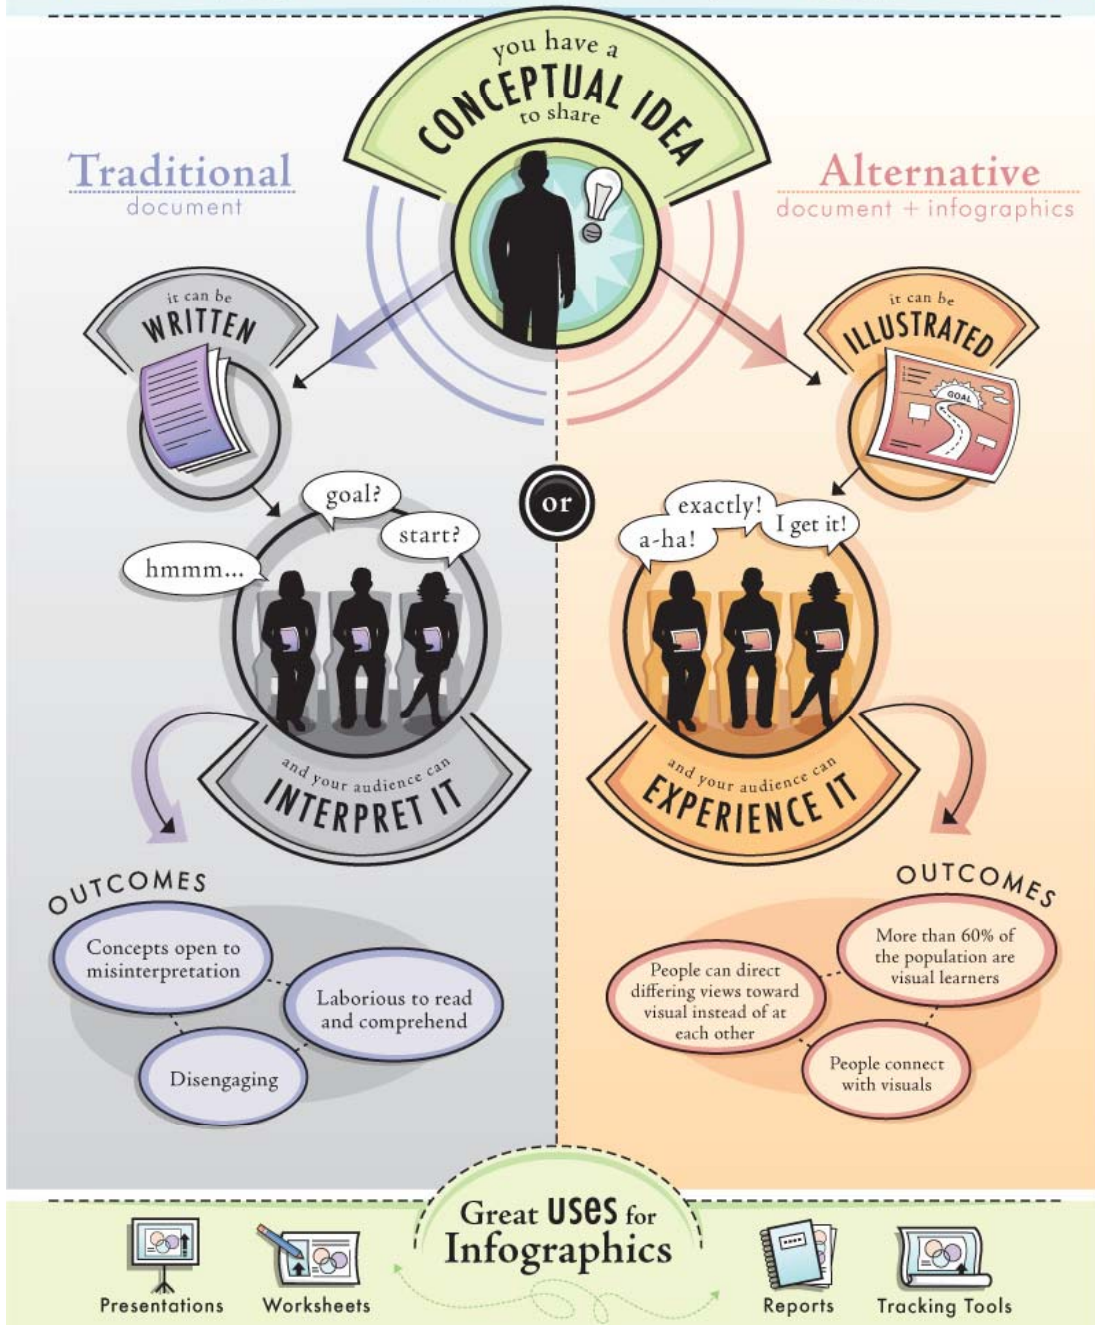 you have a
CONCEPTUAL IDEA
to share
Traditional
document
Alternative
document + infographics
it can be
WRITTEN
it can be
ILLUSTRATED
GOAL
or
goal?
start?
hmmm...
exactly!
I get it!
a-ha!
and your audience can
INTERPRET IT
and your audience can
EXPERIENCE IT
OUTCOMES
Concepts open to
misinterpretation
Laborious to read
and comprehend
Disengaging
OUTCOMES
More than 60% of
the population are
visual learners
People can direct
differing views toward
visual instead of at
each other
People connect
with visuals
Great USES for
Infographics
Presentations
Worksheets
Reports
Tracking Tools